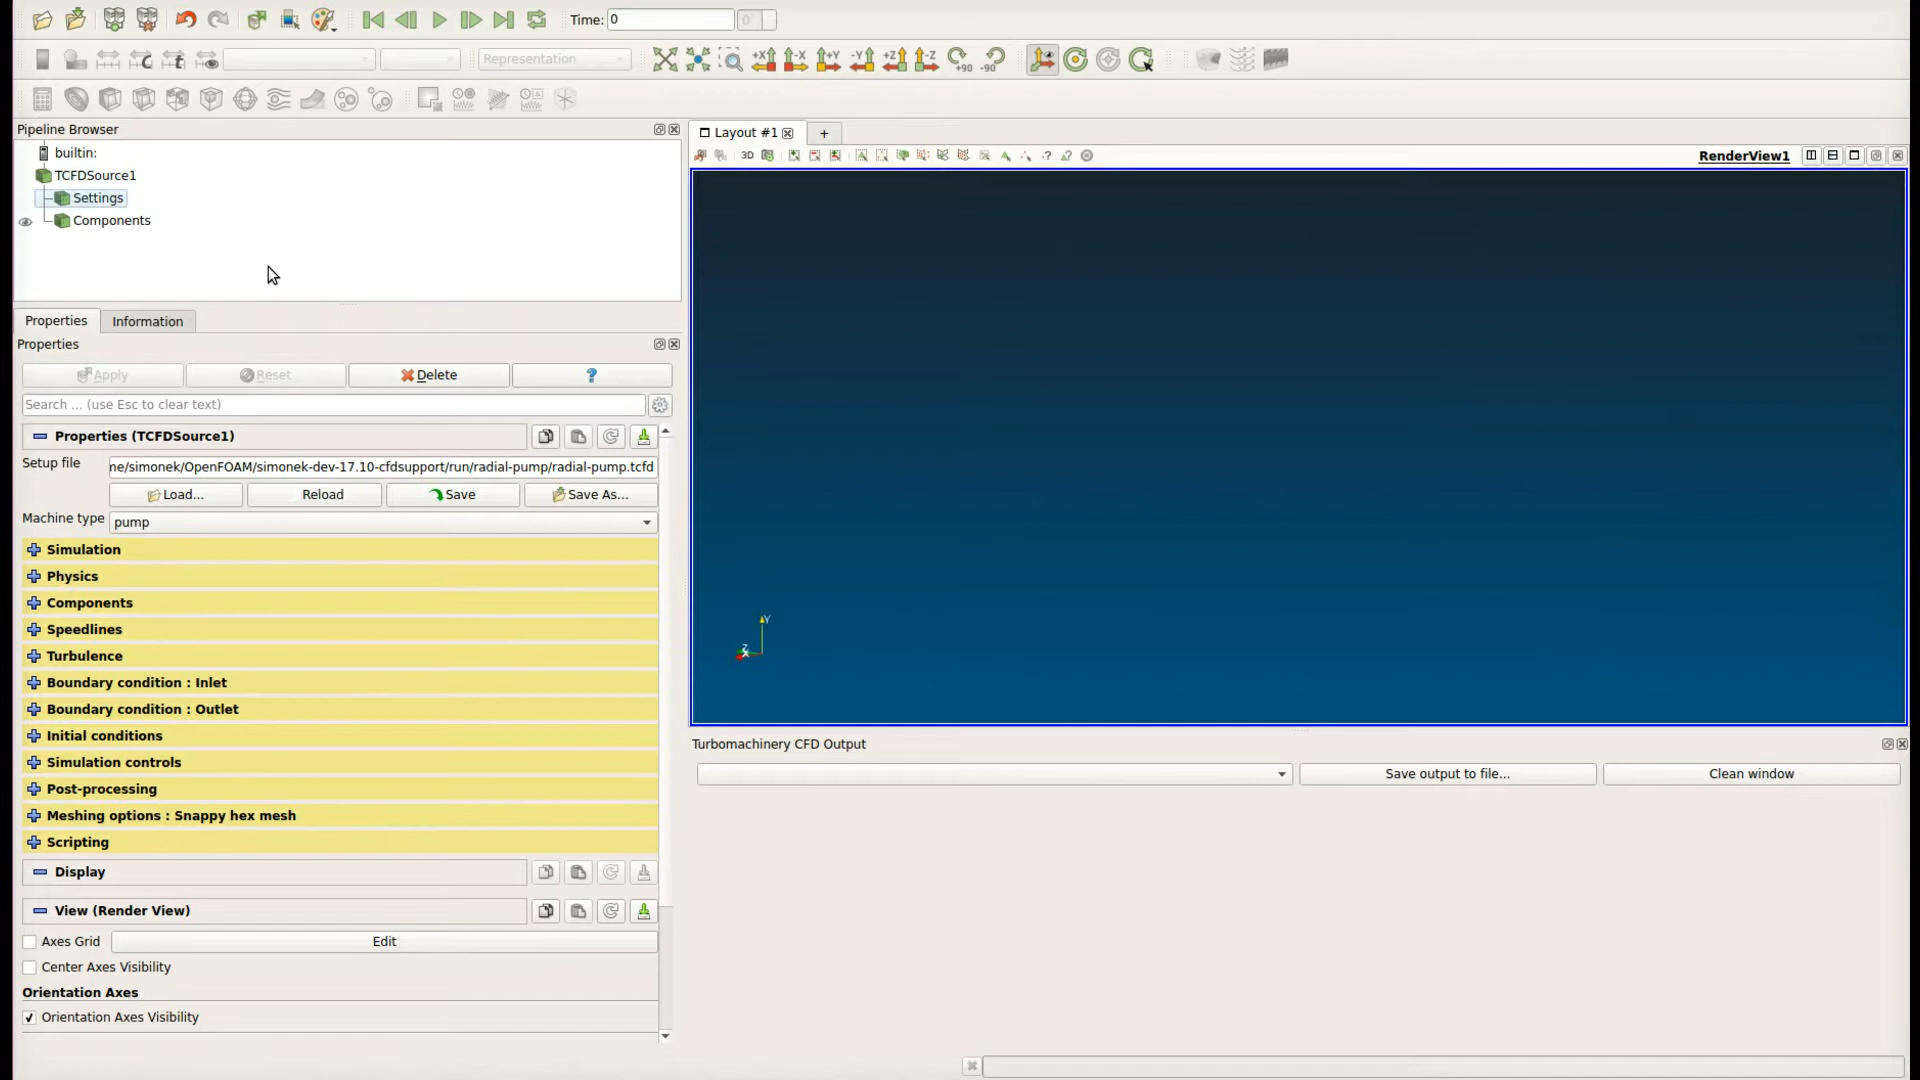 Time: 0 0
Representation
+X -X +Y -Y +Z -Z +90 -90
Pipeline Browser
builtin:
TCFDSource1
Settings
Components
Layout #1
+
3D
RenderView1
Properties Information
Properties
Apply Reset Delete ?
Search ... (use Esc to clear text)
Properties (TCFDSource1)
Setup file ne/simonek/OpenFOAM/simonek-dev-17.10-cfdsupport/run/radial-pump/radial-pump.tcfd
Load... Reload Save Save As...
Machine type pump
Simulation
Physics
Components
Speedlines
Turbulence
Boundary condition : Inlet
Boundary condition : Outlet
Initial conditions
Simulation controls
Post-processing
Meshing options : Snappy hex mesh
Scripting
Display
View (Render View)
Axes Grid Edit
Center Axes Visibility
Orientation Axes
Orientation Axes Visibility
Y
Z
X
Turbomachinery CFD Output
Save output to file... Clean window